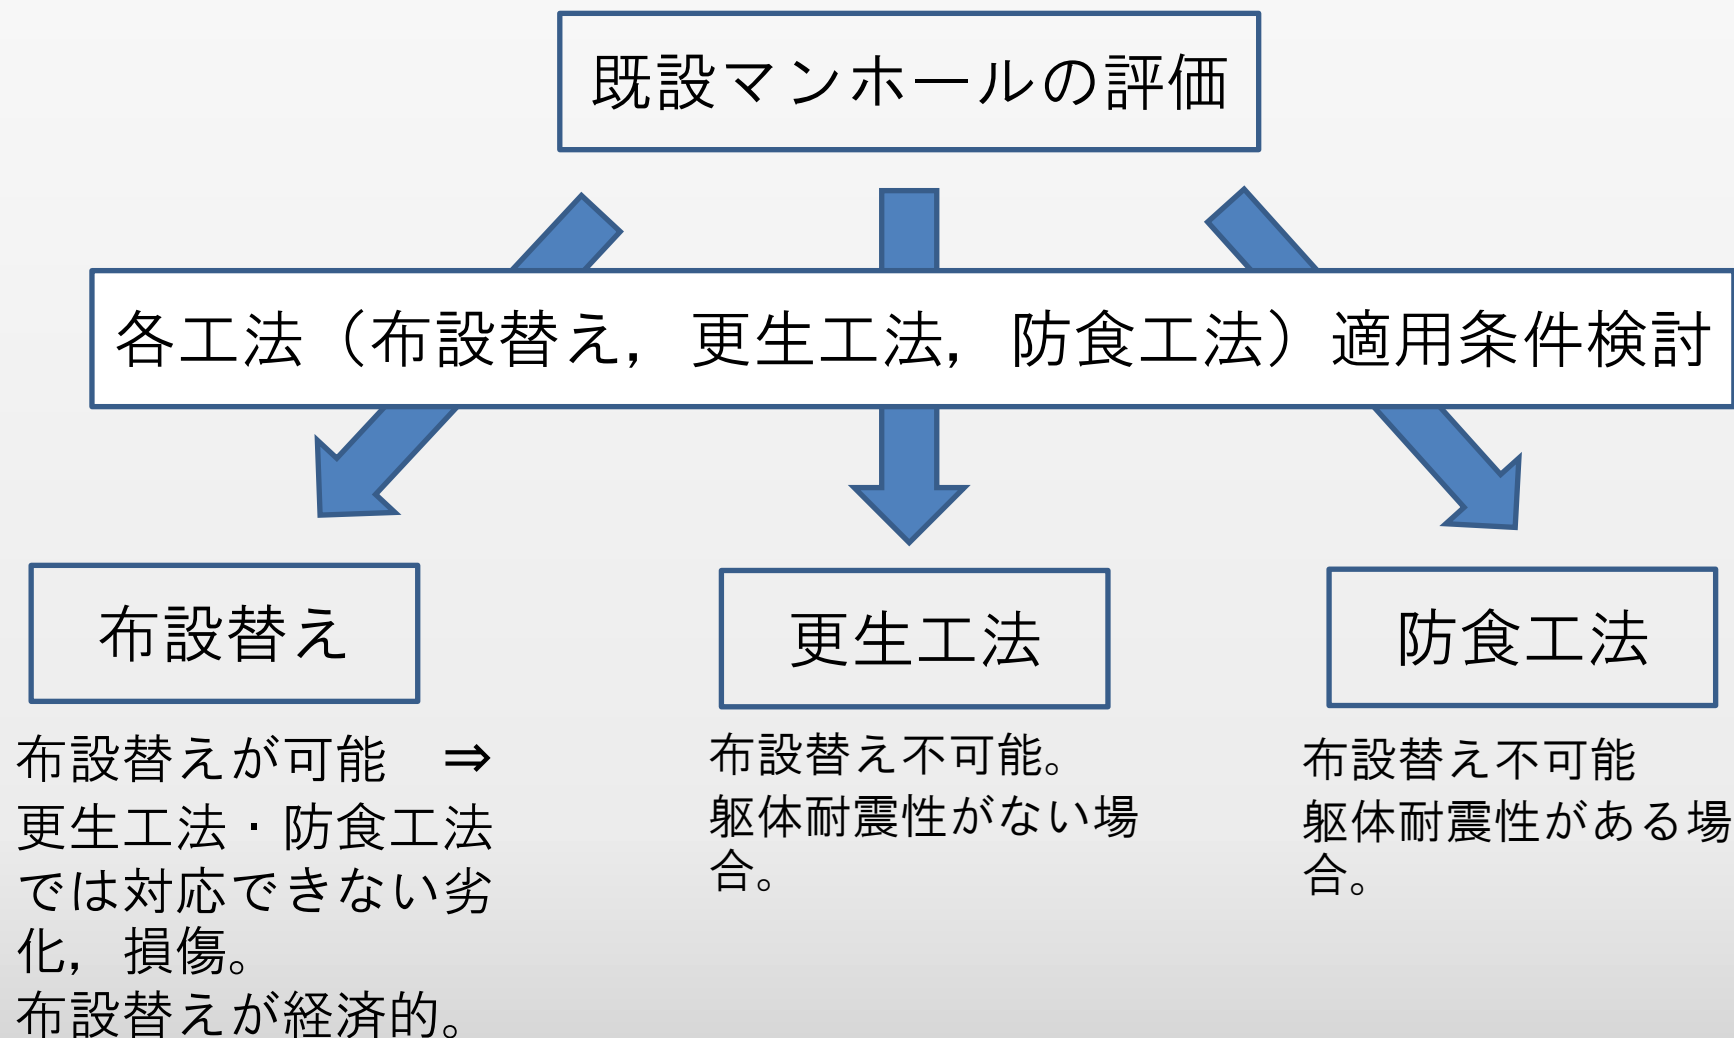 既設マンホールの評価
各工法（布設替え，更生工法，防食工法）適用条件検討
布設替え
布設替えが可能　⇒
更生工法・防食工法
では対応できない劣
化，損傷。
布設替えが経済的。
更生工法
布設替え不可能。
躯体耐震性がない場
合。
防食工法
布設替え不可能
躯体耐震性がある場
合。